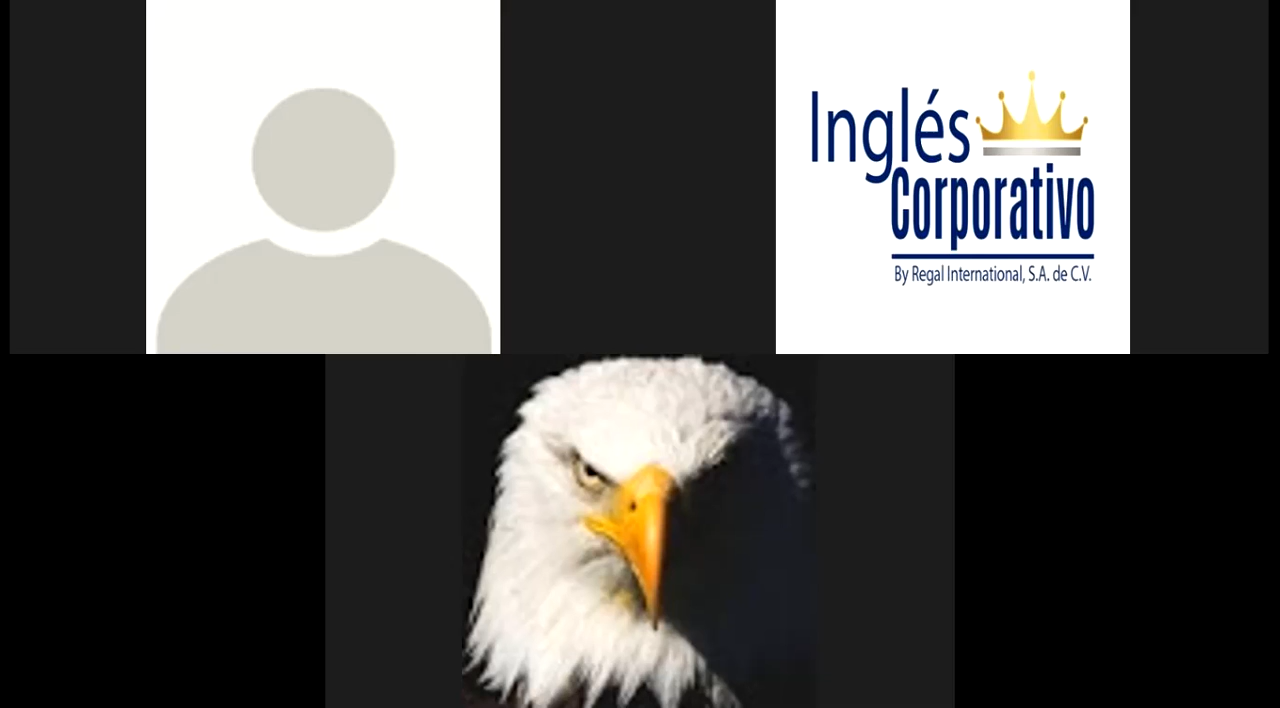 Inglés
Corporativo
By Regal International, S.A. de C.V.